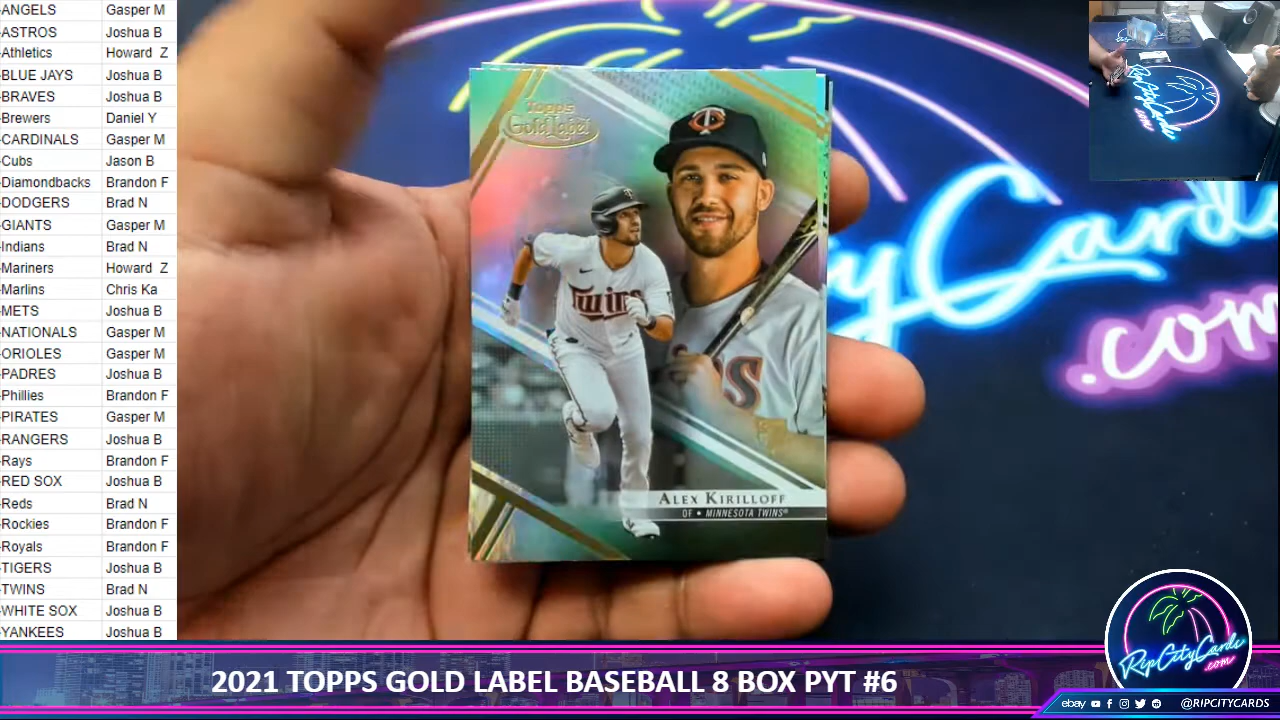 -ANGELS Gasper M
-ASTROS Joshua B
-Athletics Howard Z
-BLUE JAYS Joshua B
-BRAVES Joshua B
-Brewers Daniel Y
-CARDINALS Gasper M
-Cubs Jason B
-Diamondbacks Brandon F
-DODGERS Brad N
-GIANTS Gasper M
-Indians Brad N
-Mariners Howard Z
-Marlins Chris Ka
-METS Joshua B
-NATIONALS Gasper M
-ORIOLES Gasper M
-PADRES Joshua B
-Phillies Brandon F
-PIRATES Gasper M
-RANGERS Joshua B
-Rays Brandon F
-RED SOX Joshua B
-Reds Brad N
-Rockies Brandon F
-Royals Brandon F
-TIGERS Joshua B
-TWINS Brad N
-WHITE SOX Joshua B
-YANKEES Joshua B
Topps
Gold Label
Twins
ALEX KIRILLOFF
OF • MINNESOTA TWINS®
yCards
.com
RipCityCards
.com
RipCityCards
.com
2021 TOPPS GOLD LABEL BASEBALL 8 BOX PYT #6
ebay @RIPCITYCARDS